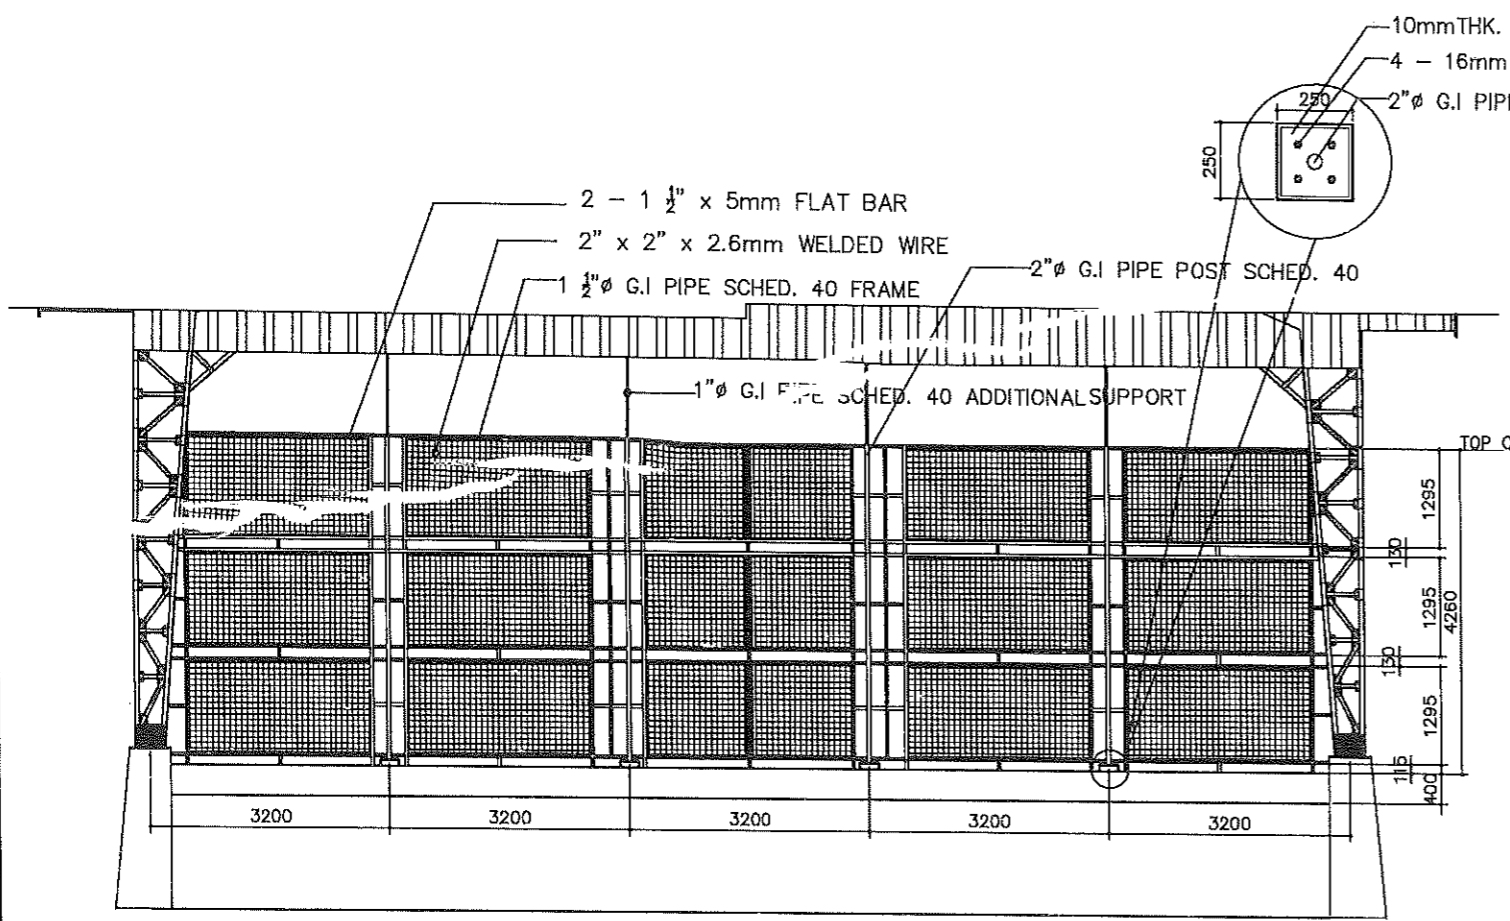 10mmTHK.
4 - 16mm
2"ø G.I PIPE
250
250
2 - 1 ½" x 5mm FLAT BAR
2" x 2" x 2.6mm WELDED WIRE
1 ½"ø G.I PIPE SCHED. 40 FRAME
2"ø G.I PIPE POST SCHED. 40
1"ø G.I PIPE SCHED. 40 ADDITIONAL SUPPORT
TOP
1295
130
1295
4260
130
1295
115
400
3200 3200 3200 3200 3200